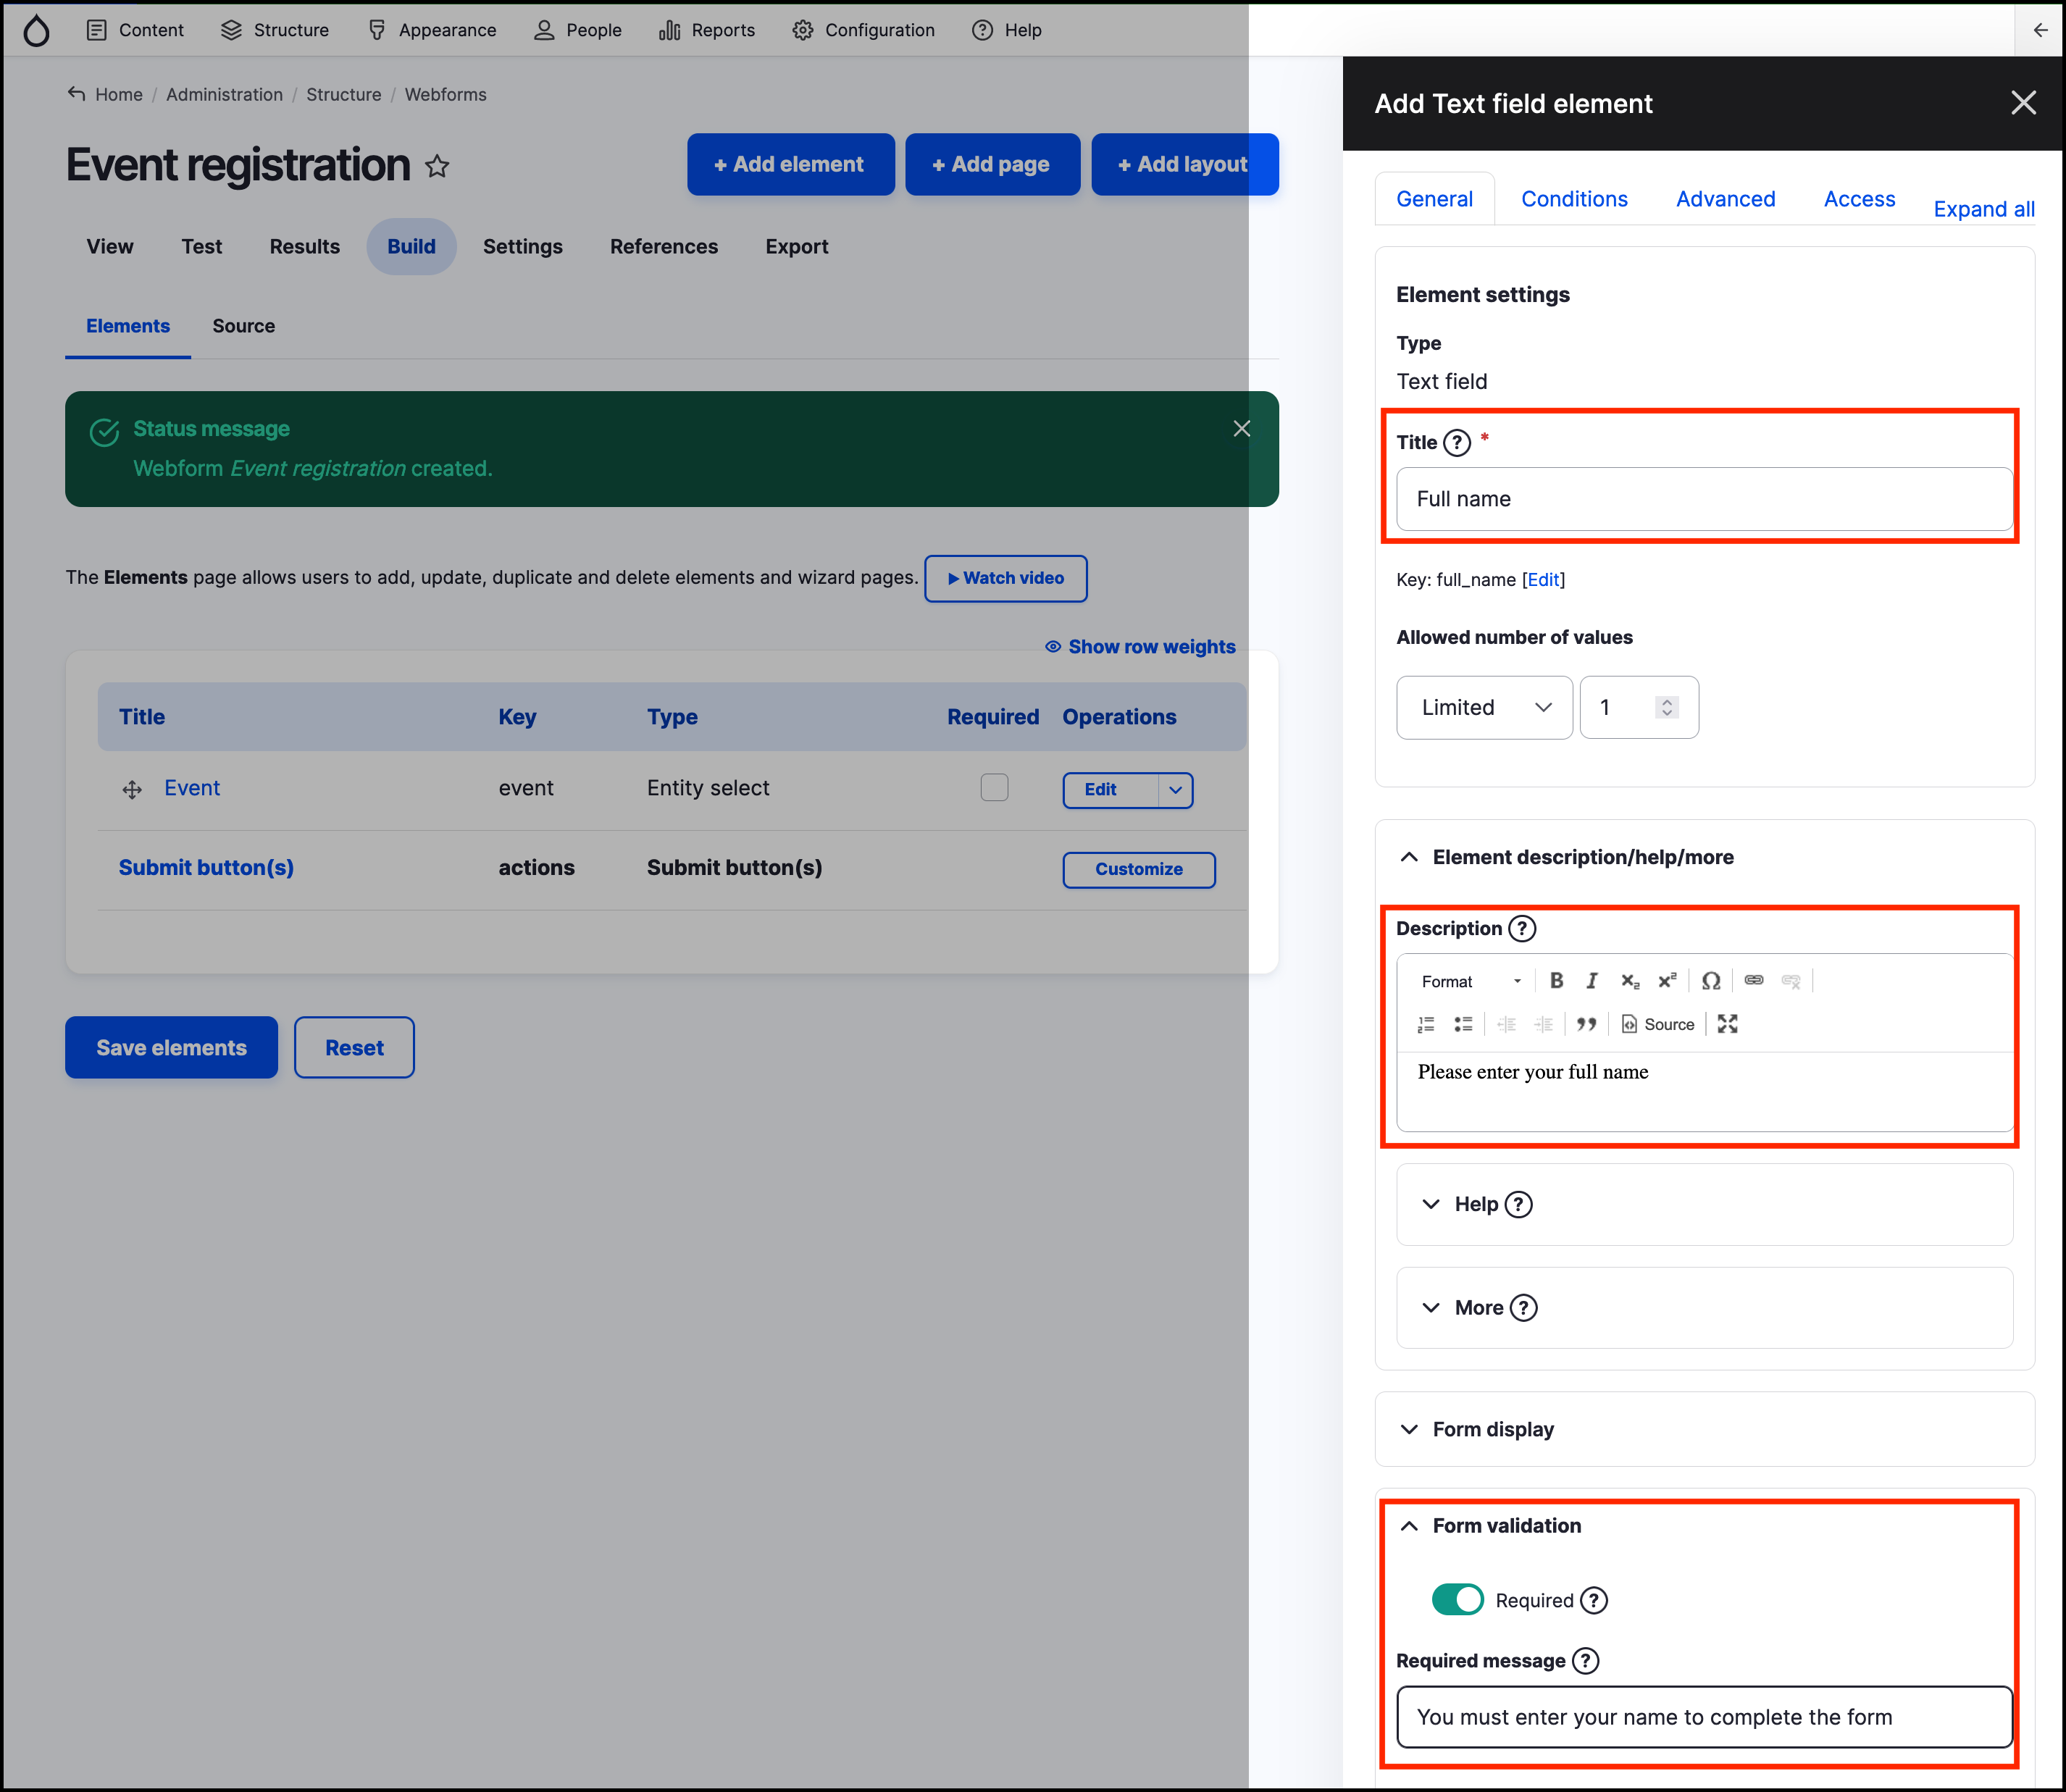 Content Structure Appearance People Reports Configuration Help
Home / Administration / Structure / Webforms
Event registration
+ Add element + Add page + Add layout
View Test Results Build Settings References Export
Elements Source
Status message
Webform Event registration created.
The Elements page allows users to add, update, duplicate and delete elements and wizard pages. Watch video
Show row weights
Title Key Type Required Operations
Event event Entity select Edit
Submit button(s) actions Submit button(s) Customize
Save elements Reset
Add Text field element
General Conditions Advanced Access Expand all
Element settings
Type
Text field
Title ? *
Full name
Key: full_name [Edit]
Allowed number of values
Limited 1
Element description/help/more
Description ?
Format B I x₂ x² Ω
Source
Please enter your full name
Help ?
More ?
Form display
Form validation
Required ?
Required message ?
You must enter your name to complete the form